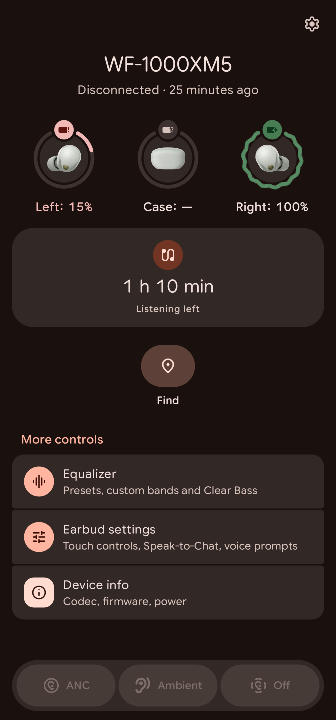 WF-1000XM5
Disconnected · 25 minutes ago
Left: 15%
Case: —
Right: 100%
1 h 10 min
Listening left
Find
More controls
Equalizer
Presets, custom bands and Clear Bass
Earbud settings
Touch controls, Speak-to-Chat, voice prompts
Device info
Codec, firmware, power
ANC
Ambient
Off